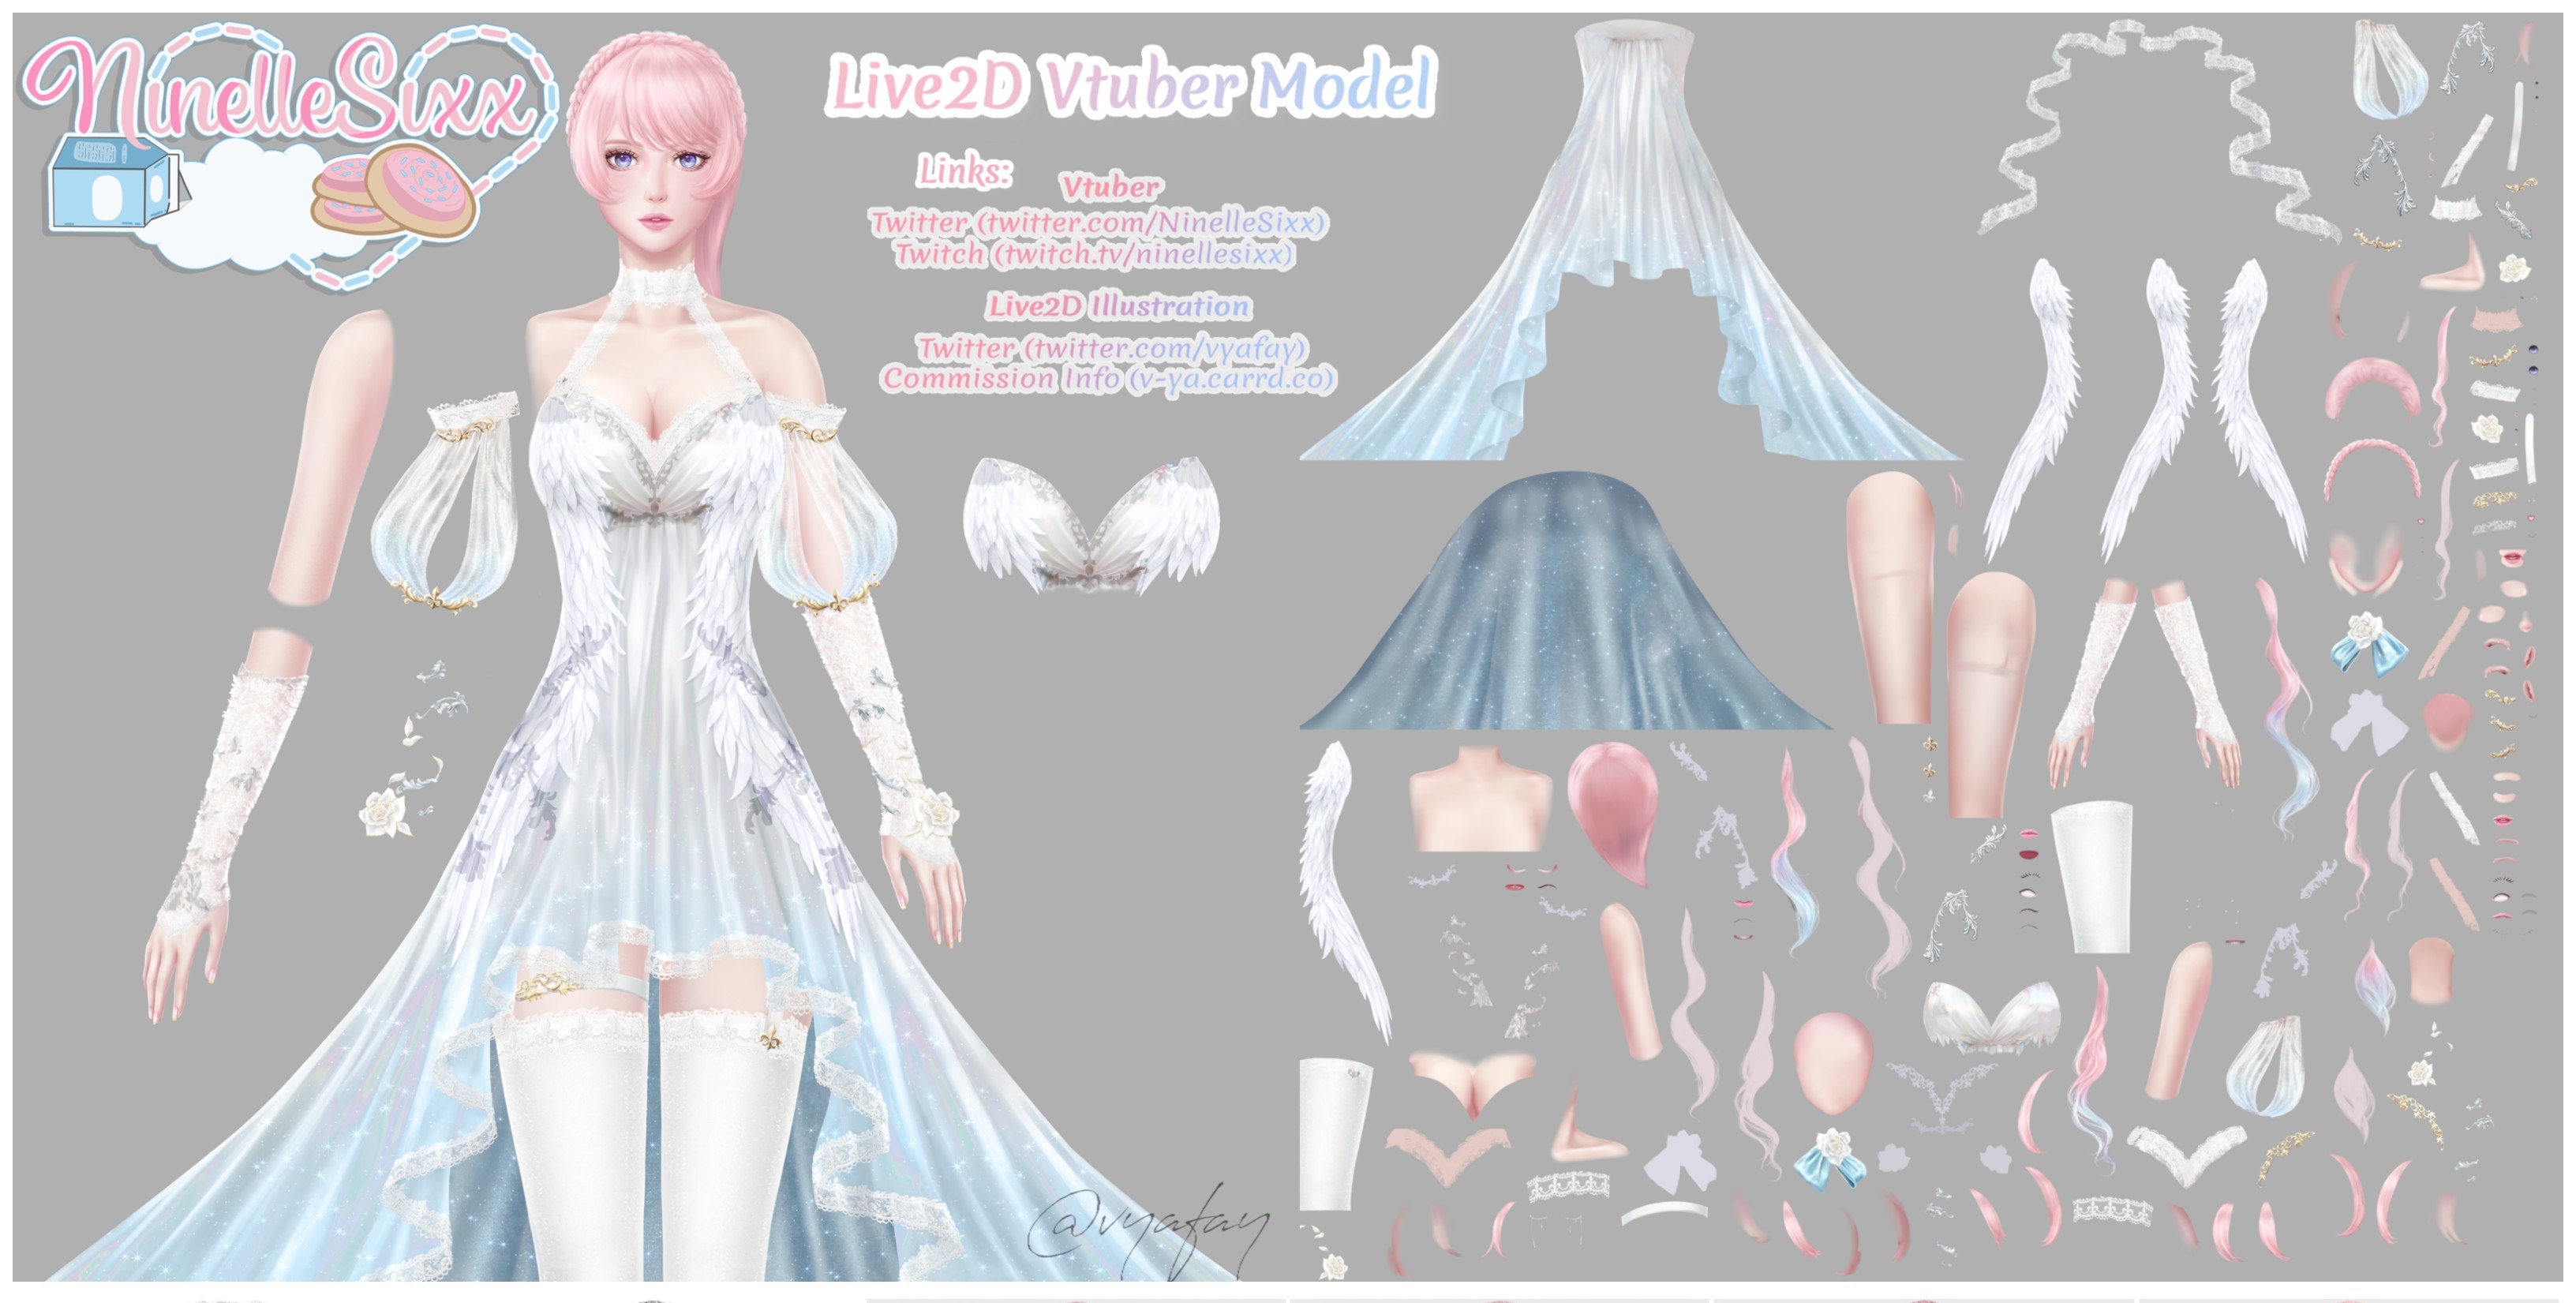 NinelleSixx
Live2D Vtuber Model
Links:
Vtuber
Twitter (twitter.com/NinelleSixx)
Twitch (twitch.tv/ninellesixx)
Live2D Illustration
Twitter (twitter.com/vyafay)
Commission Info (v-ya.carrd.co)
@vyafay